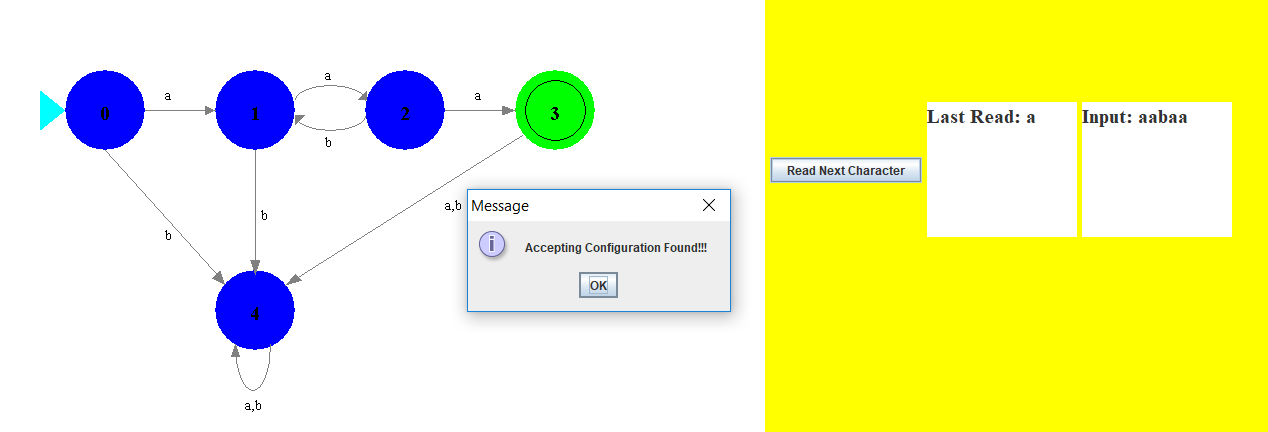 a
a
a
0
1
2
3
b
b
a,b
b
4
a,b
Message
Accepting Configuration Found!!!
OK
Read Next Character
Last Read: a
Input: aabaa